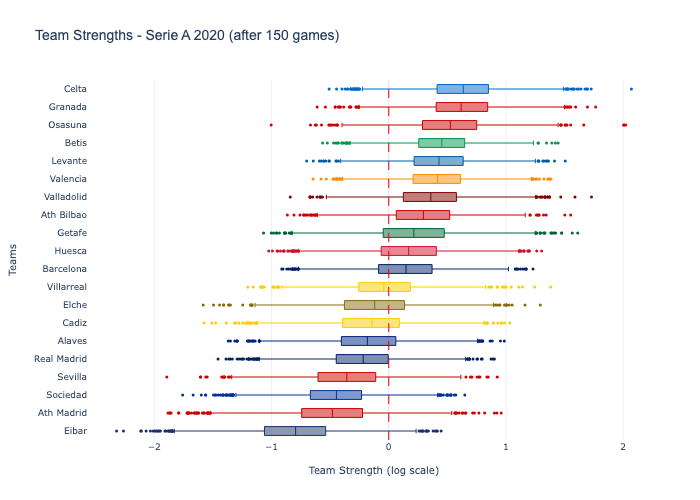 Team Strengths - Serie A 2020 (after 150 games)
Teams
Celta
Granada
Osasuna
Betis
Levante
Valencia
Valladolid
Ath Bilbao
Getafe
Huesca
Barcelona
Villarreal
Elche
Cadiz
Alaves
Real Madrid
Sevilla
Sociedad
Ath Madrid
Eibar
−2 −1 0 1 2
Team Strength (log scale)